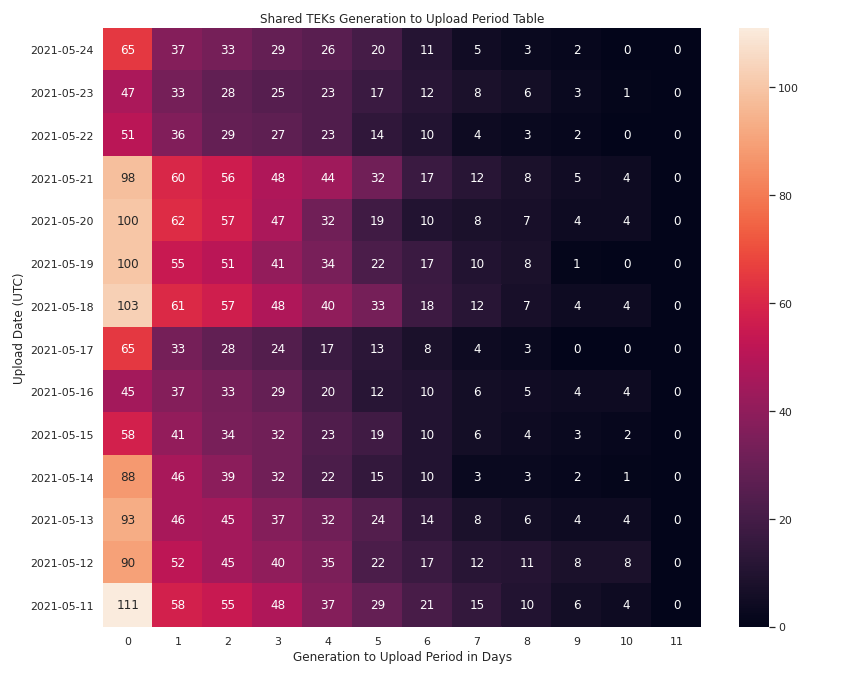 Shared TEKs Generation to Upload Period Table
Upload Date (UTC)
2021-05-24 65 37 33 29 26 20 11 5 3 2 0 0
2021-05-23 47 33 28 25 23 17 12 8 6 3 1 0
2021-05-22 51 36 29 27 23 14 10 4 3 2 0 0
2021-05-21 98 60 56 48 44 32 17 12 8 5 4 0
2021-05-20 100 62 57 47 32 19 10 8 7 4 4 0
2021-05-19 100 55 51 41 34 22 17 10 8 1 0 0
2021-05-18 103 61 57 48 40 33 18 12 7 4 4 0
2021-05-17 65 33 28 24 17 13 8 4 3 0 0 0
2021-05-16 45 37 33 29 20 12 10 6 5 4 4 0
2021-05-15 58 41 34 32 23 19 10 6 4 3 2 0
2021-05-14 88 46 39 32 22 15 10 3 3 2 1 0
2021-05-13 93 46 45 37 32 24 14 8 6 4 4 0
2021-05-12 90 52 45 40 35 22 17 12 11 8 8 0
2021-05-11 111 58 55 48 37 29 21 15 10 6 4 0
0 1 2 3 4 5 6 7 8 9 10 11
Generation to Upload Period in Days
100
80
60
40
20
0